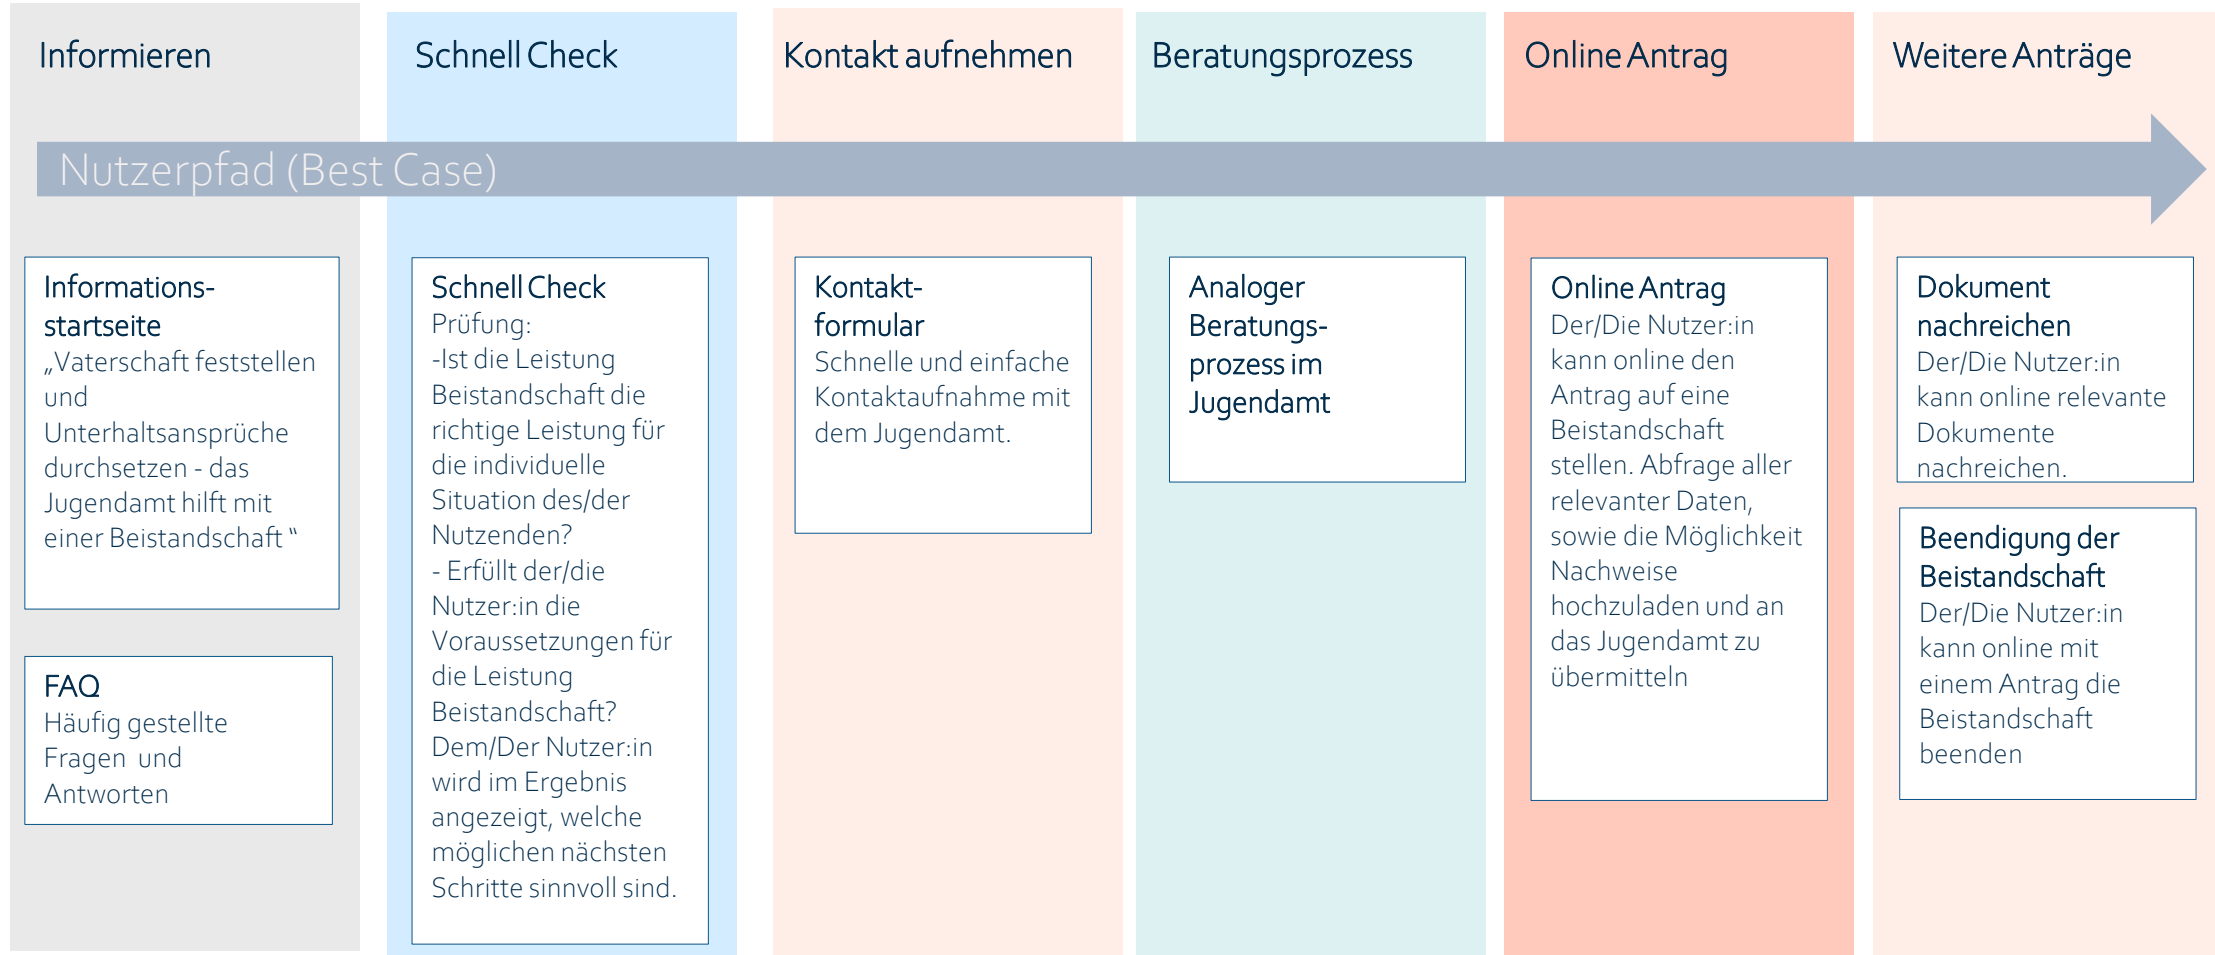 Informieren
Schnell Check
Kontakt aufnehmen
Beratungsprozess
Online Antrag
Weitere Anträge
Nutzerpfad (Best Case)
Informations-
startseite
„Vaterschaft feststellen
und
Unterhaltsansprüche
durchsetzen - das
Jugendamt hilft mit
einer Beistandschaft “
FAQ
Häufig gestellte
Fragen und
Antworten
Schnell Check
Prüfung:
-Ist die Leistung
Beistandschaft die
richtige Leistung für
die individuelle
Situation des/der
Nutzenden?
- Erfüllt der/die
Nutzer:in die
Voraussetzungen für
die Leistung
Beistandschaft?
Dem/Der Nutzer:in
wird im Ergebnis
angezeigt, welche
möglichen nächsten
Schritte sinnvoll sind.
Kontakt-
formular
Schnelle und einfache
Kontaktaufnahme mit
dem Jugendamt.
Analoger
Beratungs-
prozess im
Jugendamt
Online Antrag
Der/Die Nutzer:in
kann online den
Antrag auf eine
Beistandschaft
stellen. Abfrage aller
relevanter Daten,
sowie die Möglichkeit
Nachweise
hochzuladen und an
das Jugendamt zu
übermitteln
Dokument
nachreichen
Der/Die Nutzer:in
kann online relevante
Dokumente
nachreichen.
Beendigung der
Beistandschaft
Der/Die Nutzer:in
kann online mit
einem Antrag die
Beistandschaft
beenden